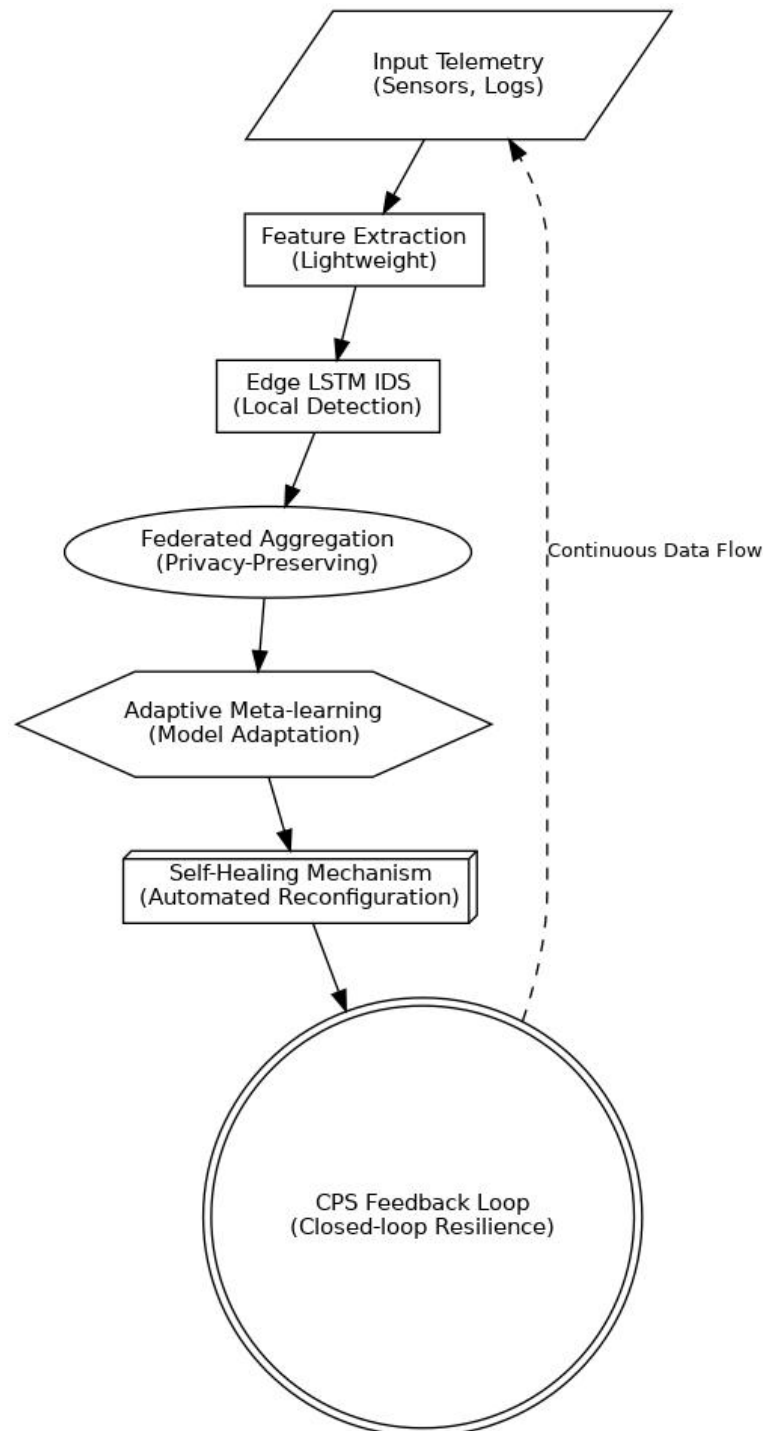 Input Telemetry
(Sensors, Logs)
Feature Extraction
(Lightweight)
Edge LSTM IDS
(Local Detection)
Federated Aggregation
(Privacy-Preserving)
Continuous Data Flow
Adaptive Meta-learning
(Model Adaptation)
Self-Healing Mechanism
(Automated Reconfiguration)
CPS Feedback Loop
(Closed-loop Resilience)